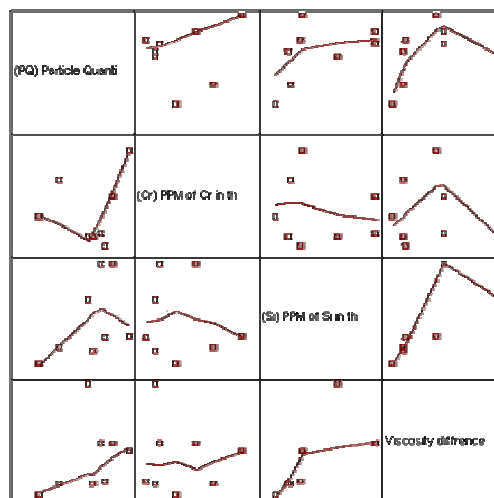 (PQ) Particle Quanti
(Cr) PPM of Cr in th
(Si) PPM of Si in th
Viscosity diffrence